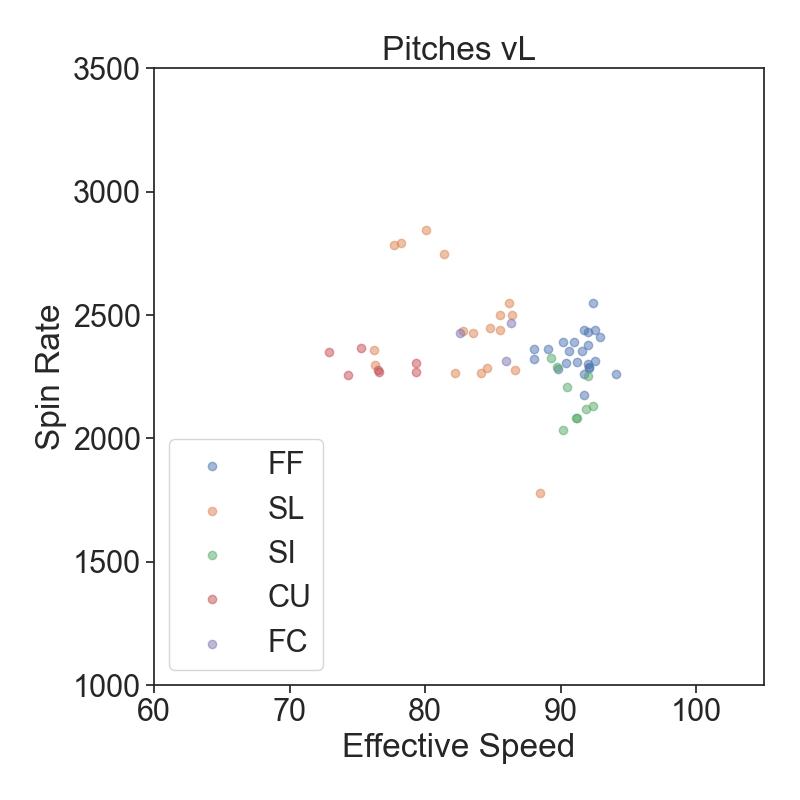 Pitches vL
3500
3000
2500
2000
1500
1000
Spin Rate
FF
SL
SI
CU
FC
60 70 80 90 100
Effective Speed